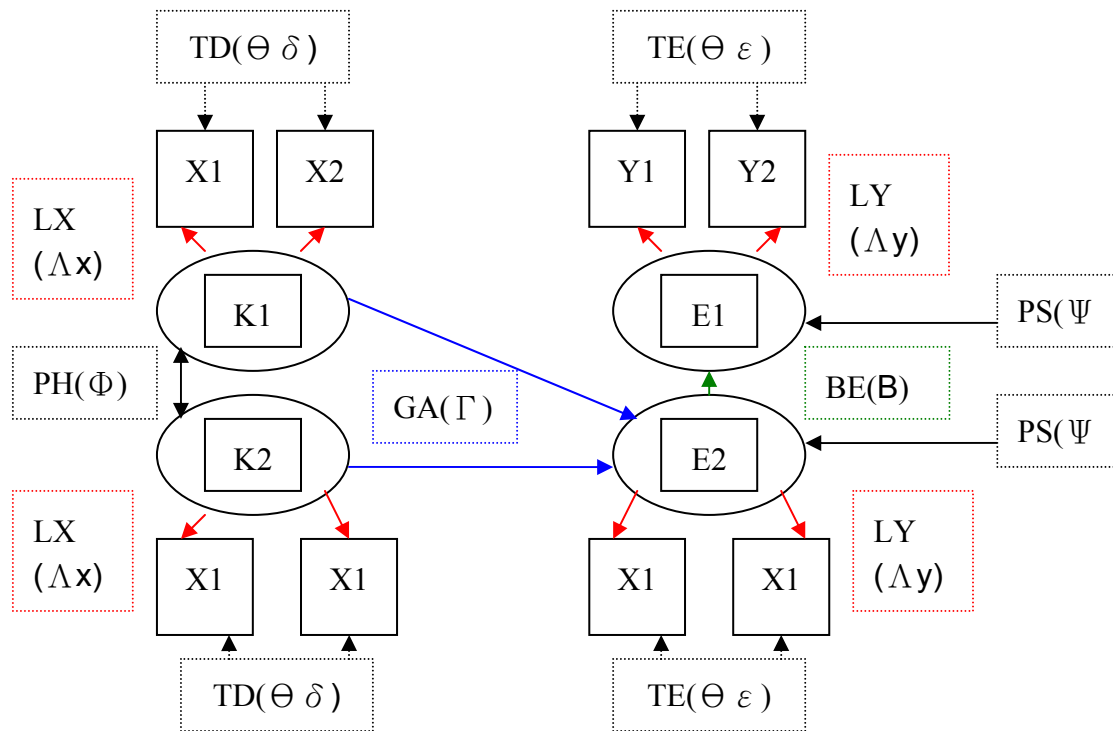 TD(Θ δ)
TE(Θ ε)
X1
X2
Y1
Y2
LX
(Λx)
LY
(Λy)
K1
E1
PS(Ψ
PH(Φ)
GA(Γ)
BE(B)
PS(Ψ
K2
E2
LX
(Λx)
LY
(Λy)
X1
X1
X1
X1
TD(Θ δ)
TE(Θ ε)